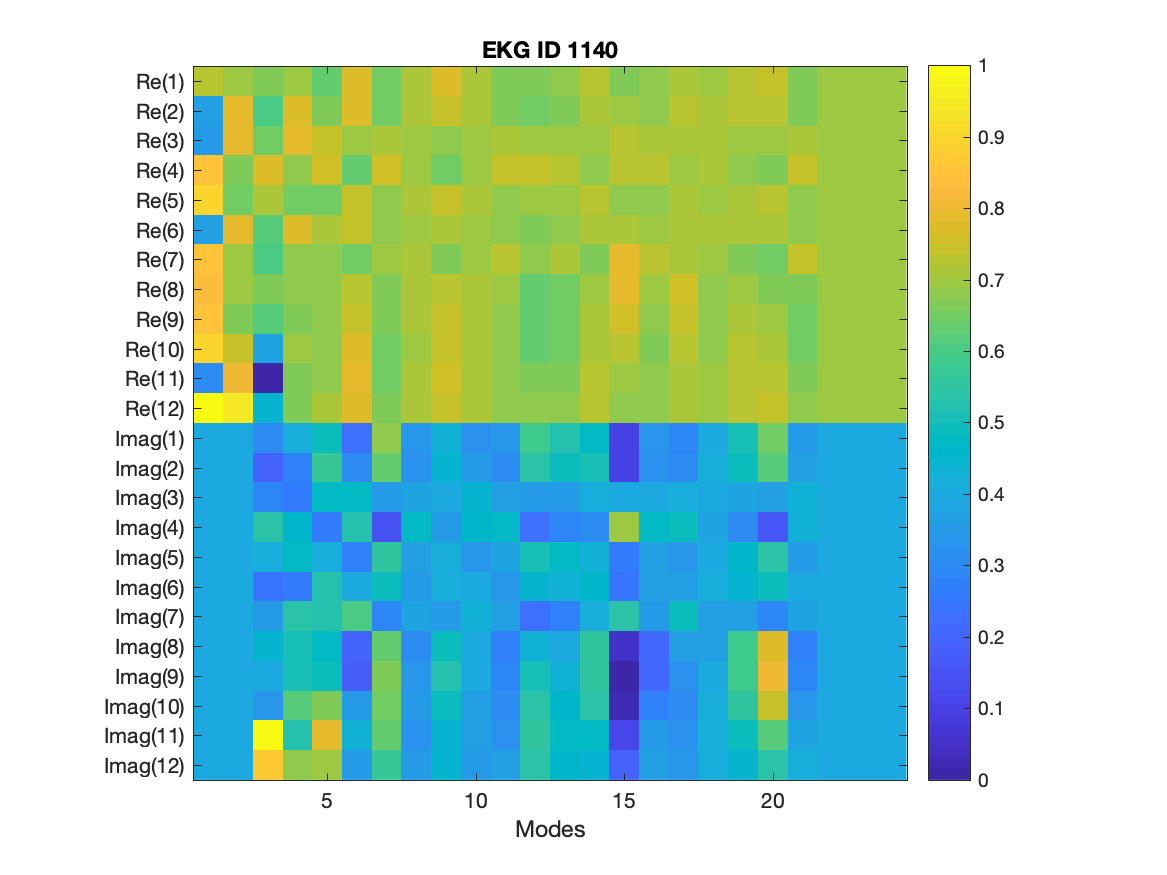 EKG ID 1140
Re(1)
Re(2)
Re(3)
Re(4)
Re(5)
Re(6)
Re(7)
Re(8)
Re(9)
Re(10)
Re(11)
Re(12)
Imag(1)
Imag(2)
Imag(3)
Imag(4)
Imag(5)
Imag(6)
Imag(7)
Imag(8)
Imag(9)
Imag(10)
Imag(11)
Imag(12)
5 10 15 20
Modes
1
0.9
0.8
0.7
0.6
0.5
0.4
0.3
0.2
0.1
0